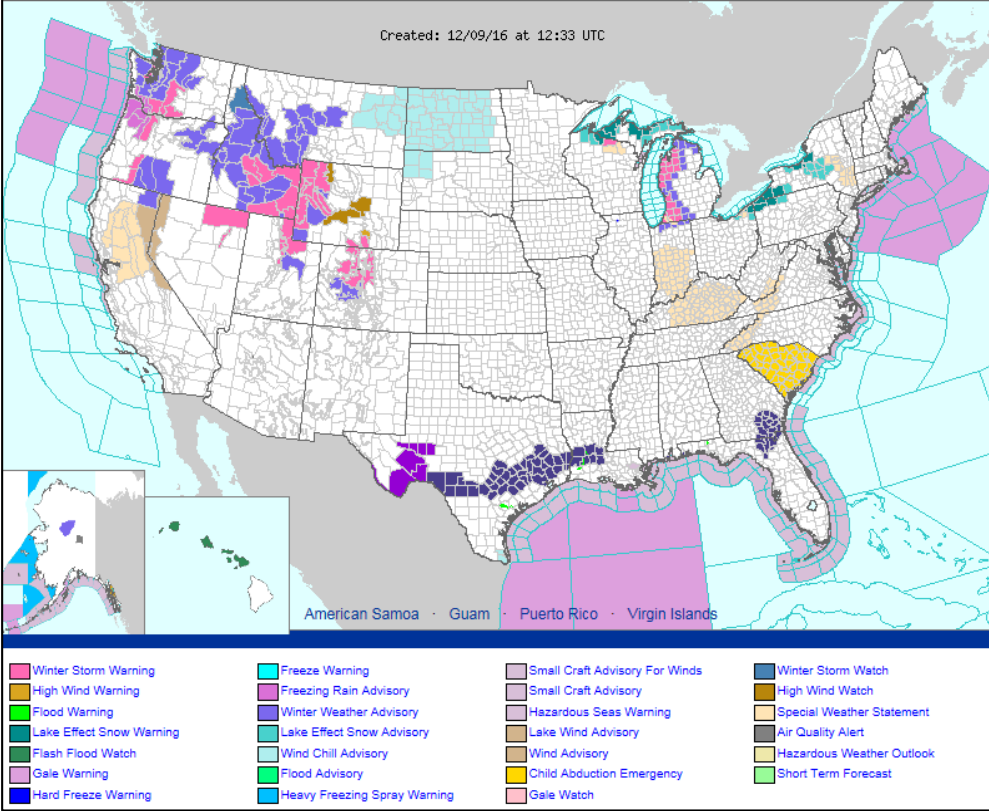 Created: 12/09/16 at 12:33 UTC
American Samoa · Guam · Puerto Rico · Virgin Islands
Winter Storm Warning
High Wind Warning
Flood Warning
Lake Effect Snow Warning
Flash Flood Watch
Gale Warning
Hard Freeze Warning
Freeze Warning
Freezing Rain Advisory
Winter Weather Advisory
Lake Effect Snow Advisory
Wind Chill Advisory
Flood Advisory
Heavy Freezing Spray Warning
Small Craft Advisory For Winds
Small Craft Advisory
Hazardous Seas Warning
Lake Wind Advisory
Wind Advisory
Child Abduction Emergency
Gale Watch
Winter Storm Watch
High Wind Watch
Special Weather Statement
Air Quality Alert
Hazardous Weather Outlook
Short Term Forecast